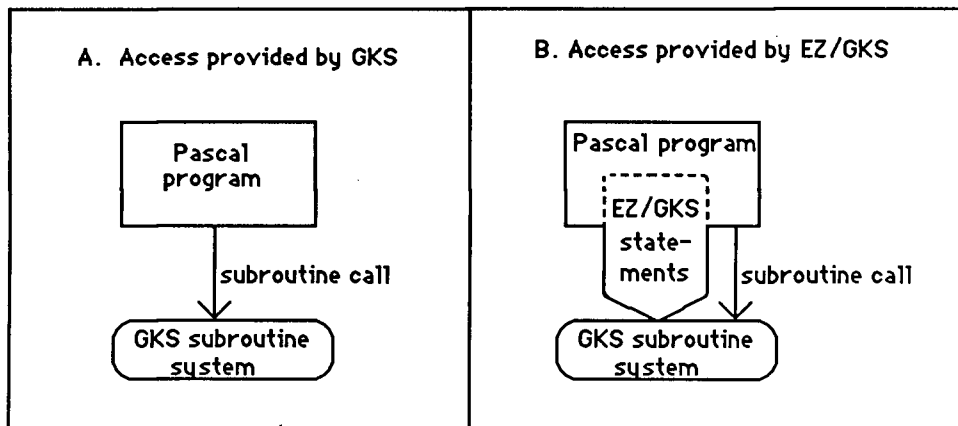 A. Access provided by GKS
Pascal
program
subroutine call
GKS subroutine
system
B. Access provided by EZ/GKS
Pascal program
EZ/GKS
state-
ments
subroutine call
GKS subroutine
system